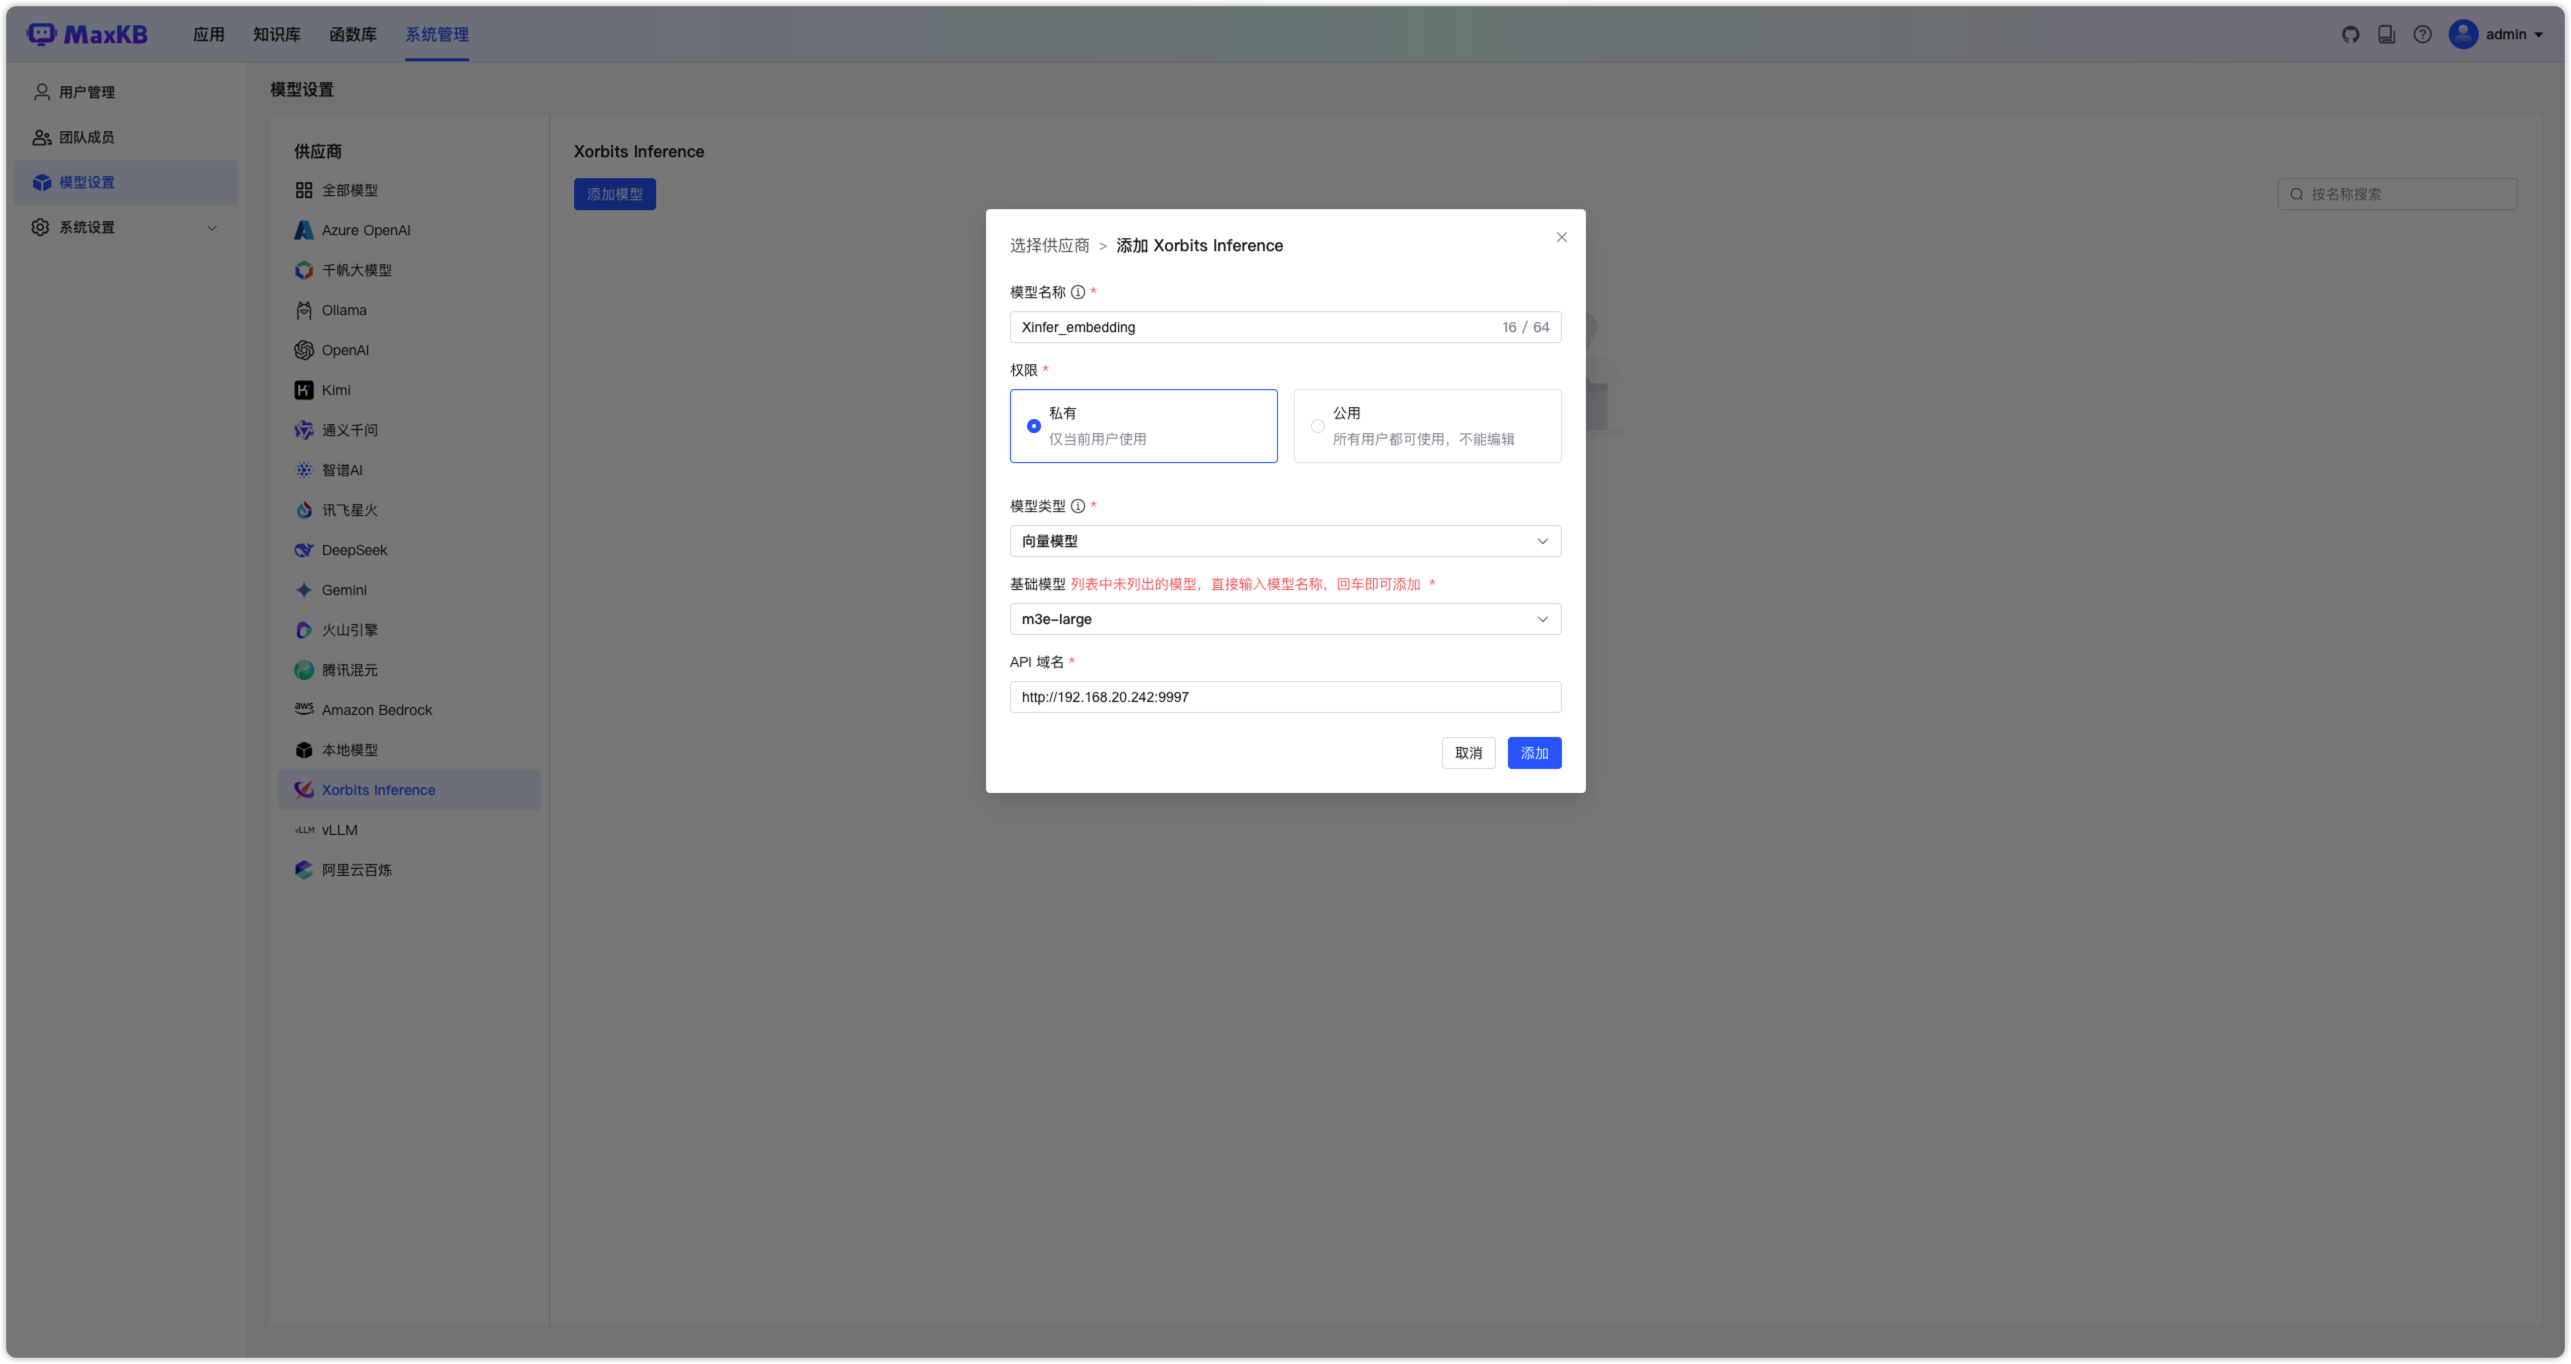 MaxKB
应用
知识库
函数库
系统管理
admin
用户管理
团队成员
模型设置
系统设置
模型设置
供应商
全部模型
Azure OpenAI
千帆大模型
Ollama
OpenAI
Kimi
通义千问
智谱AI
讯飞星火
DeepSeek
Gemini
火山引擎
腾讯混元
aws Amazon Bedrock
本地模型
Xorbits Inference
vLLM vLLM
阿里云百炼
Xorbits Inference
添加模型
按名称搜索
选择供应商 > 添加 Xorbits Inference
模型名称 *
Xinfer_embedding 16 / 64
权限 *
私有
仅当前用户使用
公用
所有用户都可使用，不能编辑
模型类型 *
向量模型
基础模型 列表中未列出的模型，直接输入模型名称，回车即可添加 *
m3e-large
API 域名 *
http://192.168.20.242:9997
取消
添加